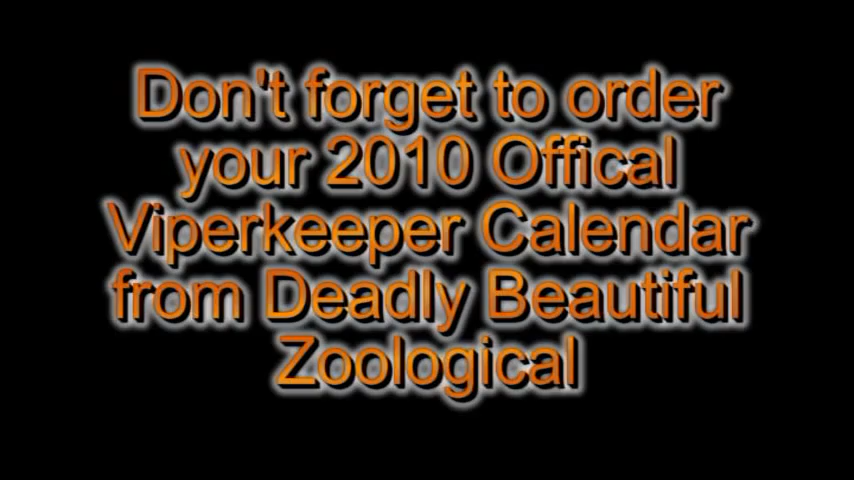 Don't forget to order
your 2010 Offical
Viperkeeper Calendar
from Deadly Beautiful
Zoological